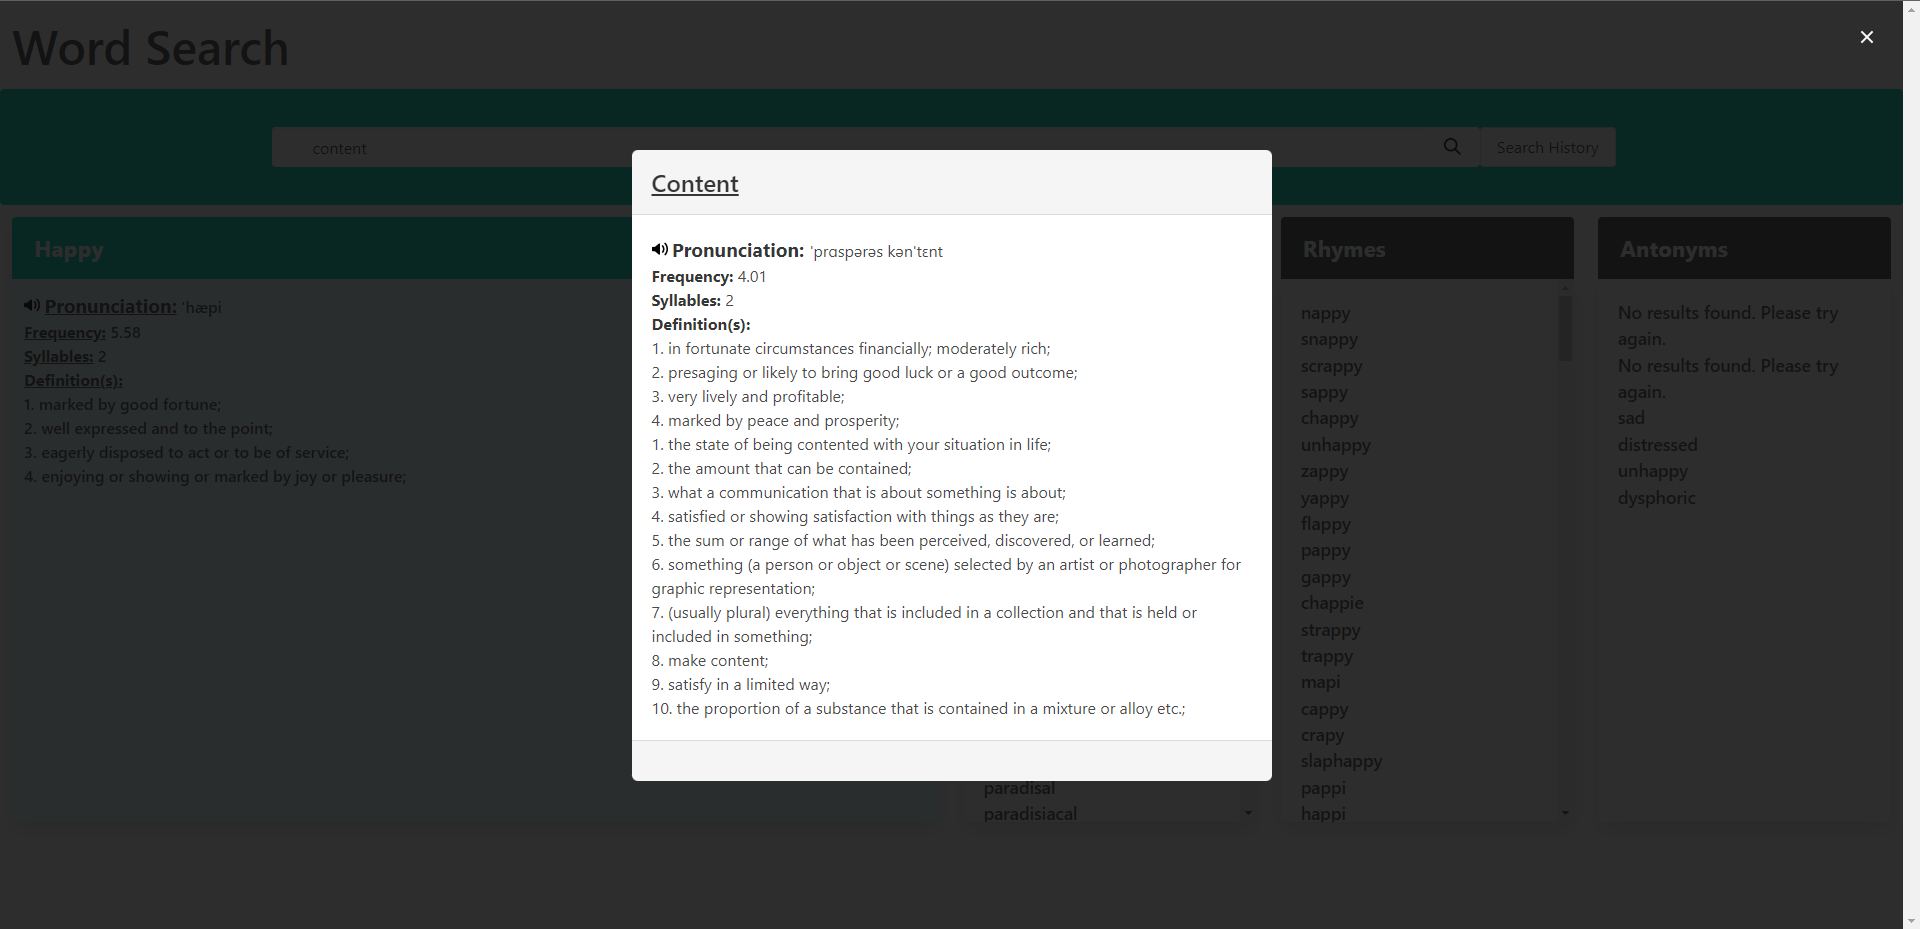 Word Search
content
Search History
Content
Pronunciation: ˈprɑspərəs kənˈtɛnt
Frequency: 4.01
Syllables: 2
Definition(s):
1. in fortunate circumstances financially; moderately rich;
2. presaging or likely to bring good luck or a good outcome;
3. very lively and profitable;
4. marked by peace and prosperity;
1. the state of being contented with your situation in life;
2. the amount that can be contained;
3. what a communication that is about something is about;
4. satisfied or showing satisfaction with things as they are;
5. the sum or range of what has been perceived, discovered, or learned;
6. something (a person or object or scene) selected by an artist or photographer for
graphic representation;
7. (usually plural) everything that is included in a collection and that is held or
included in something;
8. make content;
9. satisfy in a limited way;
10. the proportion of a substance that is contained in a mixture or alloy etc.;
Happy
Pronunciation: ˈhæpi
Frequency: 5.58
Syllables: 2
Definition(s):
1. marked by good fortune;
2. well expressed and to the point;
3. eagerly disposed to act or to be of service;
4. enjoying or showing or marked by joy or pleasure;
paradisal
paradisiacal
Rhymes
nappy
snappy
scrappy
sappy
chappy
unhappy
zappy
yappy
flappy
pappy
gappy
chappie
strappy
trappy
mapi
cappy
crapy
slaphappy
pappi
happi
Antonyms
No results found. Please try
again.
No results found. Please try
again.
sad
distressed
unhappy
dysphoric